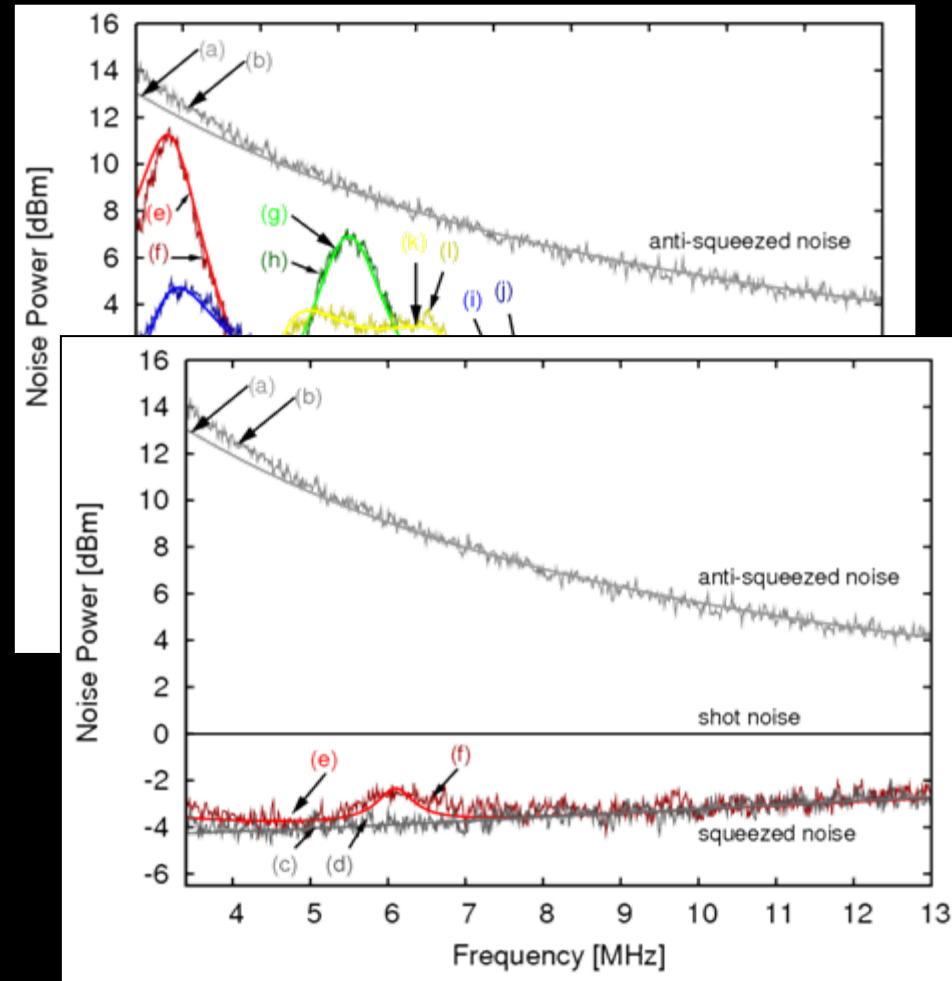 16
14
12
10
8
6
4
Noise Power [dBm]
(a)
(b)
(e)
(f)
(g)
(h)
(k)
(l)
(i)
(j)
anti-squeezed noise
16
14
12
10
8
6
4
2
0
-2
-4
-6
Noise Power [dBm]
(a)
(b)
anti-squeezed noise
shot noise
(e)
(f)
squeezed noise
(c)
(d)
4 5 6 7 8 9 10 11 12 13
Frequency [MHz]